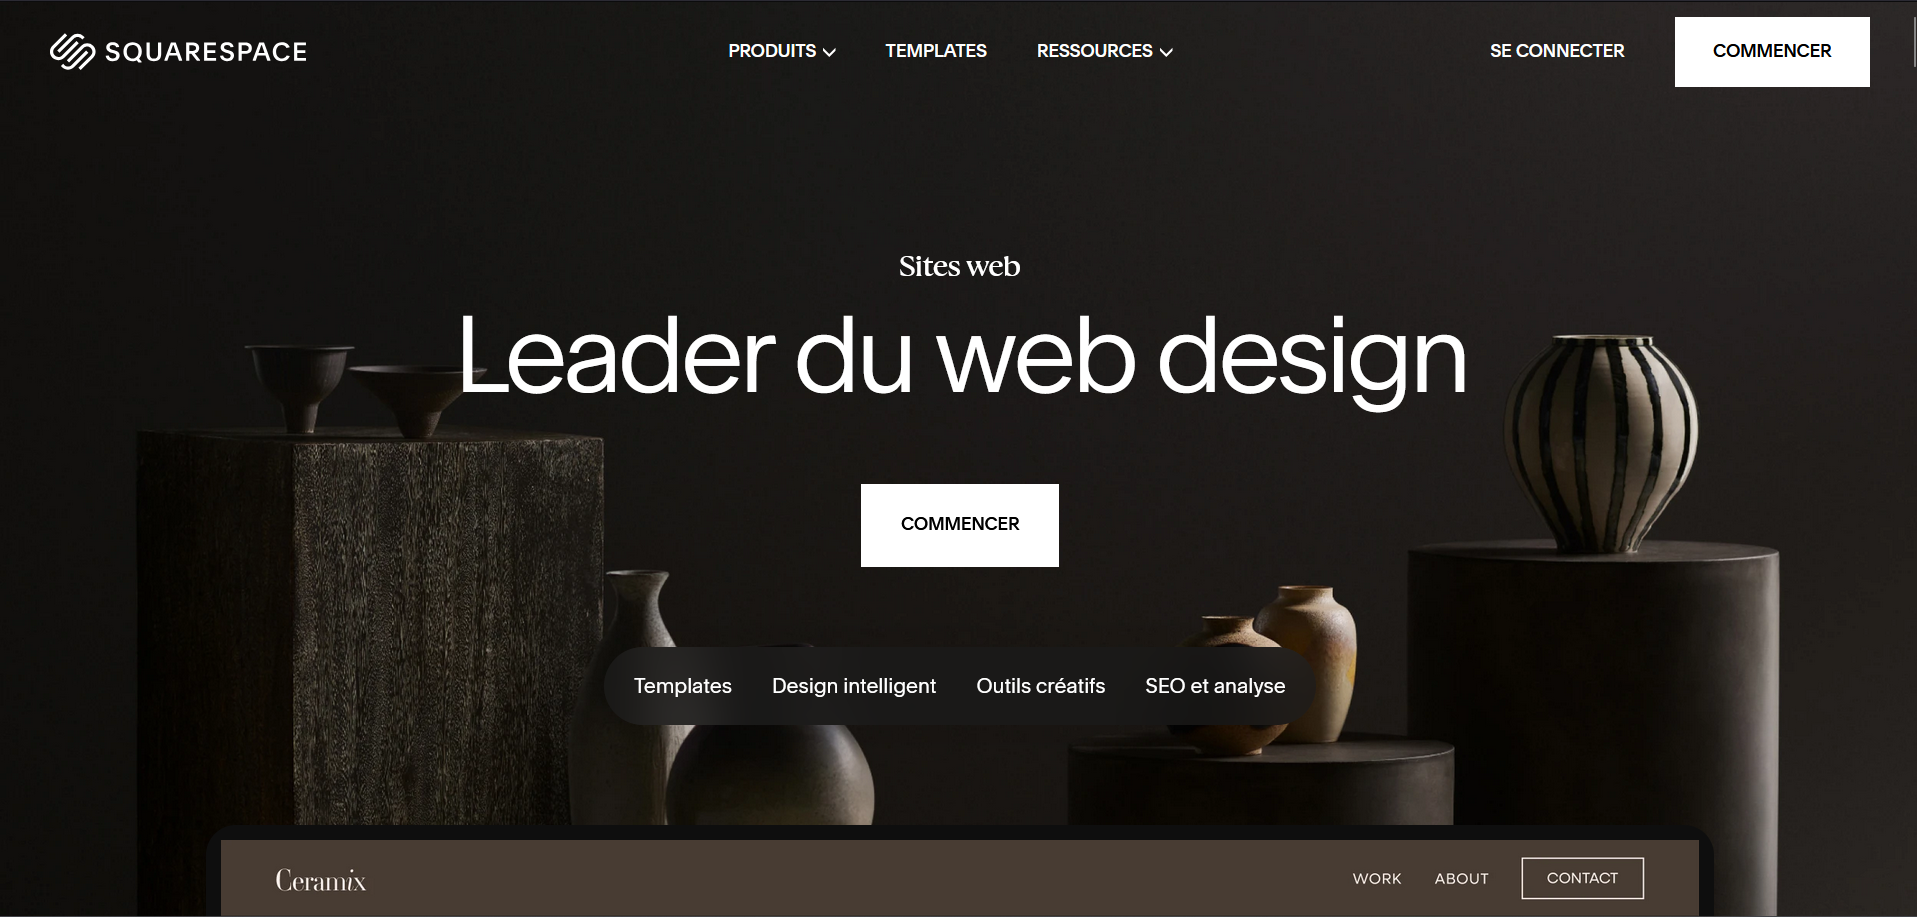 SQUARESPACE
PRODUITS TEMPLATES RESSOURCES SE CONNECTER COMMENCER
Sites web
Leader du web design
COMMENCER
Templates Design intelligent Outils créatifs SEO et analyse
Ceramix WORK ABOUT CONTACT